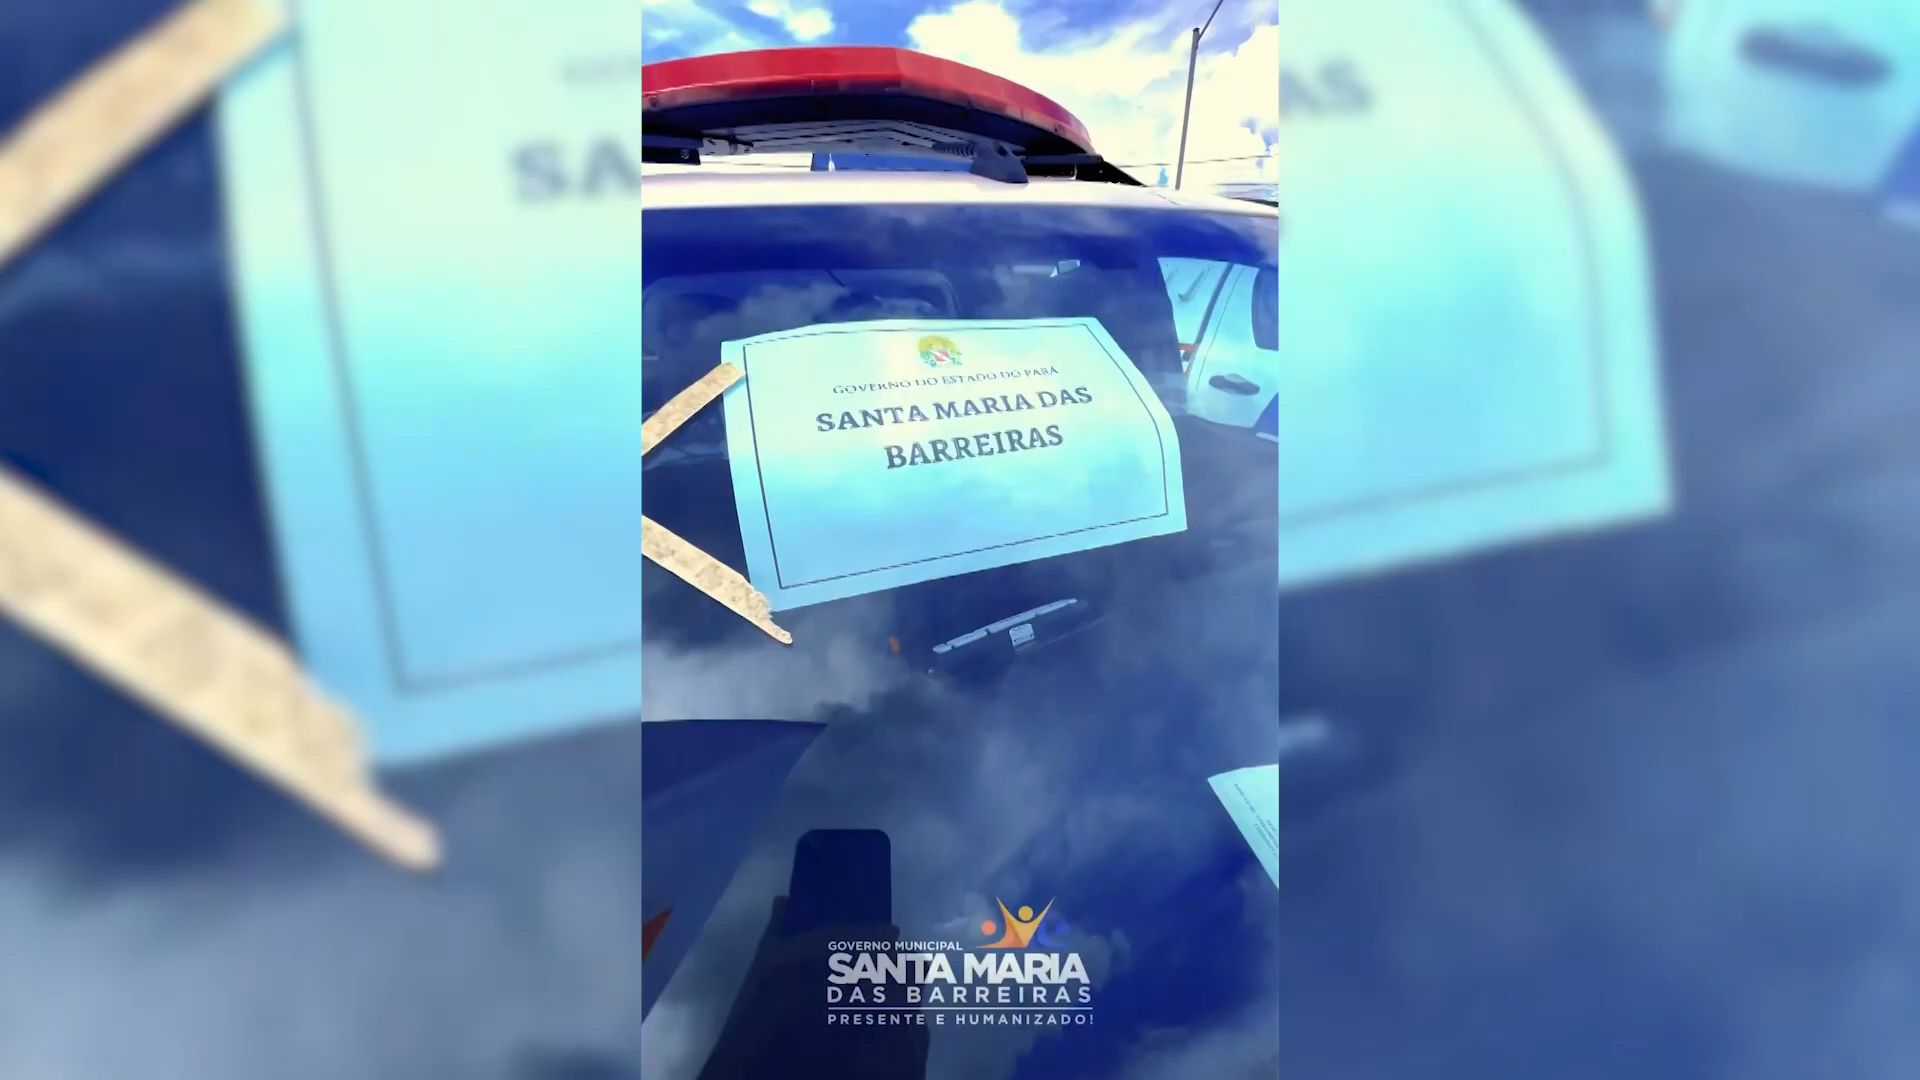 GOVERNO DO ESTADO DO PARÁ
SANTA MARIA DAS
BARREIRAS
GOVERNO MUNICIPAL
SANTA MARIA
DAS BARREIRAS
PRESENTE E HUMANIZADO!